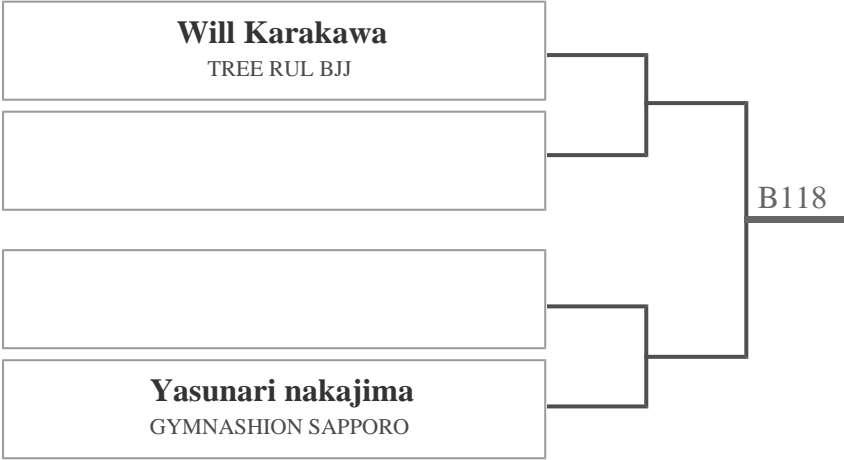 Will Karakawa
TREE RUL BJJ
B118
Yasunari nakajima
GYMNASHION SAPPORO